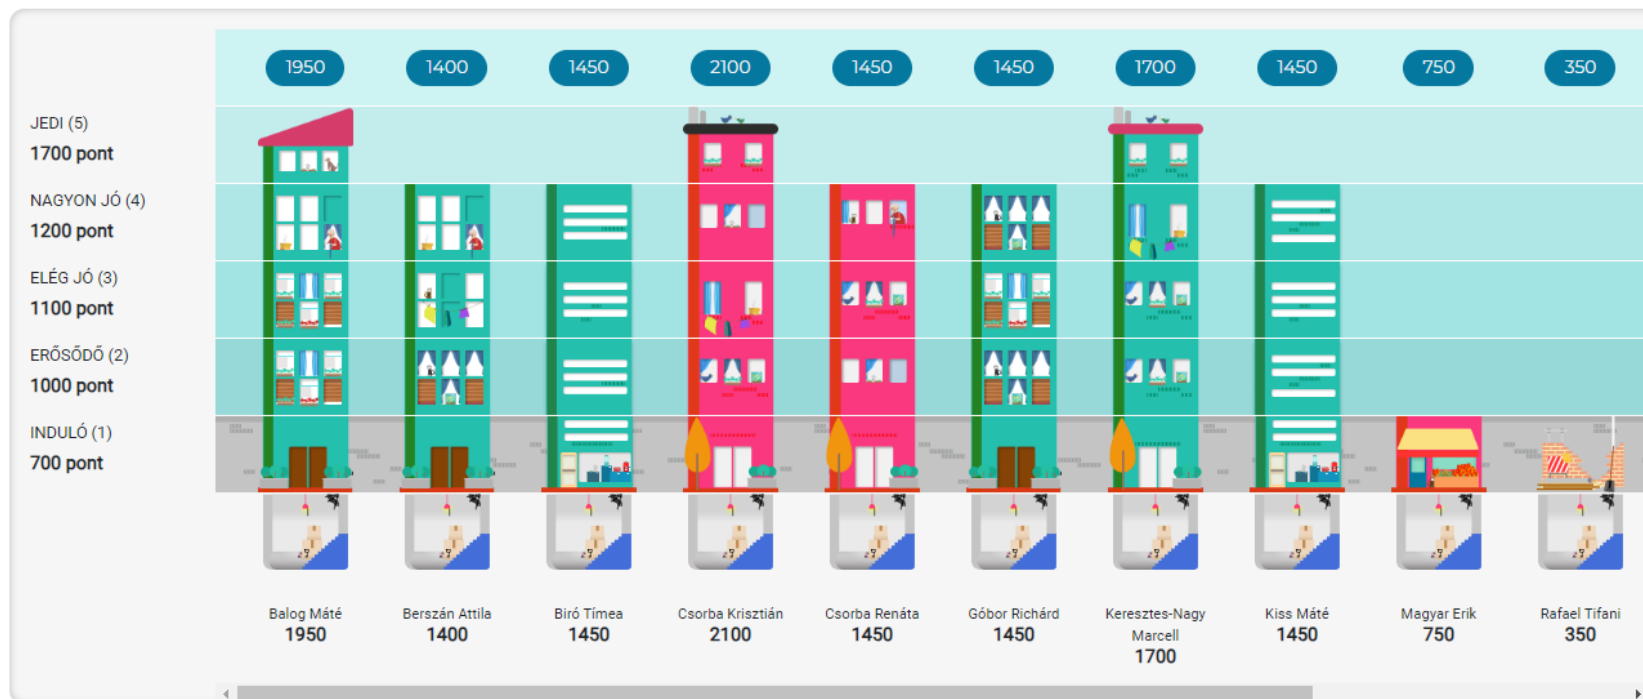 1950 1400 1450 2100 1450 1450 1700 1450 750 350
JEDI (5)
1700 pont
NAGYON JÓ (4)
1200 pont
ELÉG JÓ (3)
1100 pont
ERŐSÖDŐ (2)
1000 pont
INDULÓ (1)
700 pont
Balog Máté
1950
Berszán Attila
1400
Biró Tímea
1450
Csorba Krisztián
2100
Csorba Renáta
1450
Góbor Richárd
1450
Keresztes-Nagy
Marcell
1700
Kiss Máté
1450
Magyar Erik
750
Rafael Tifani
350